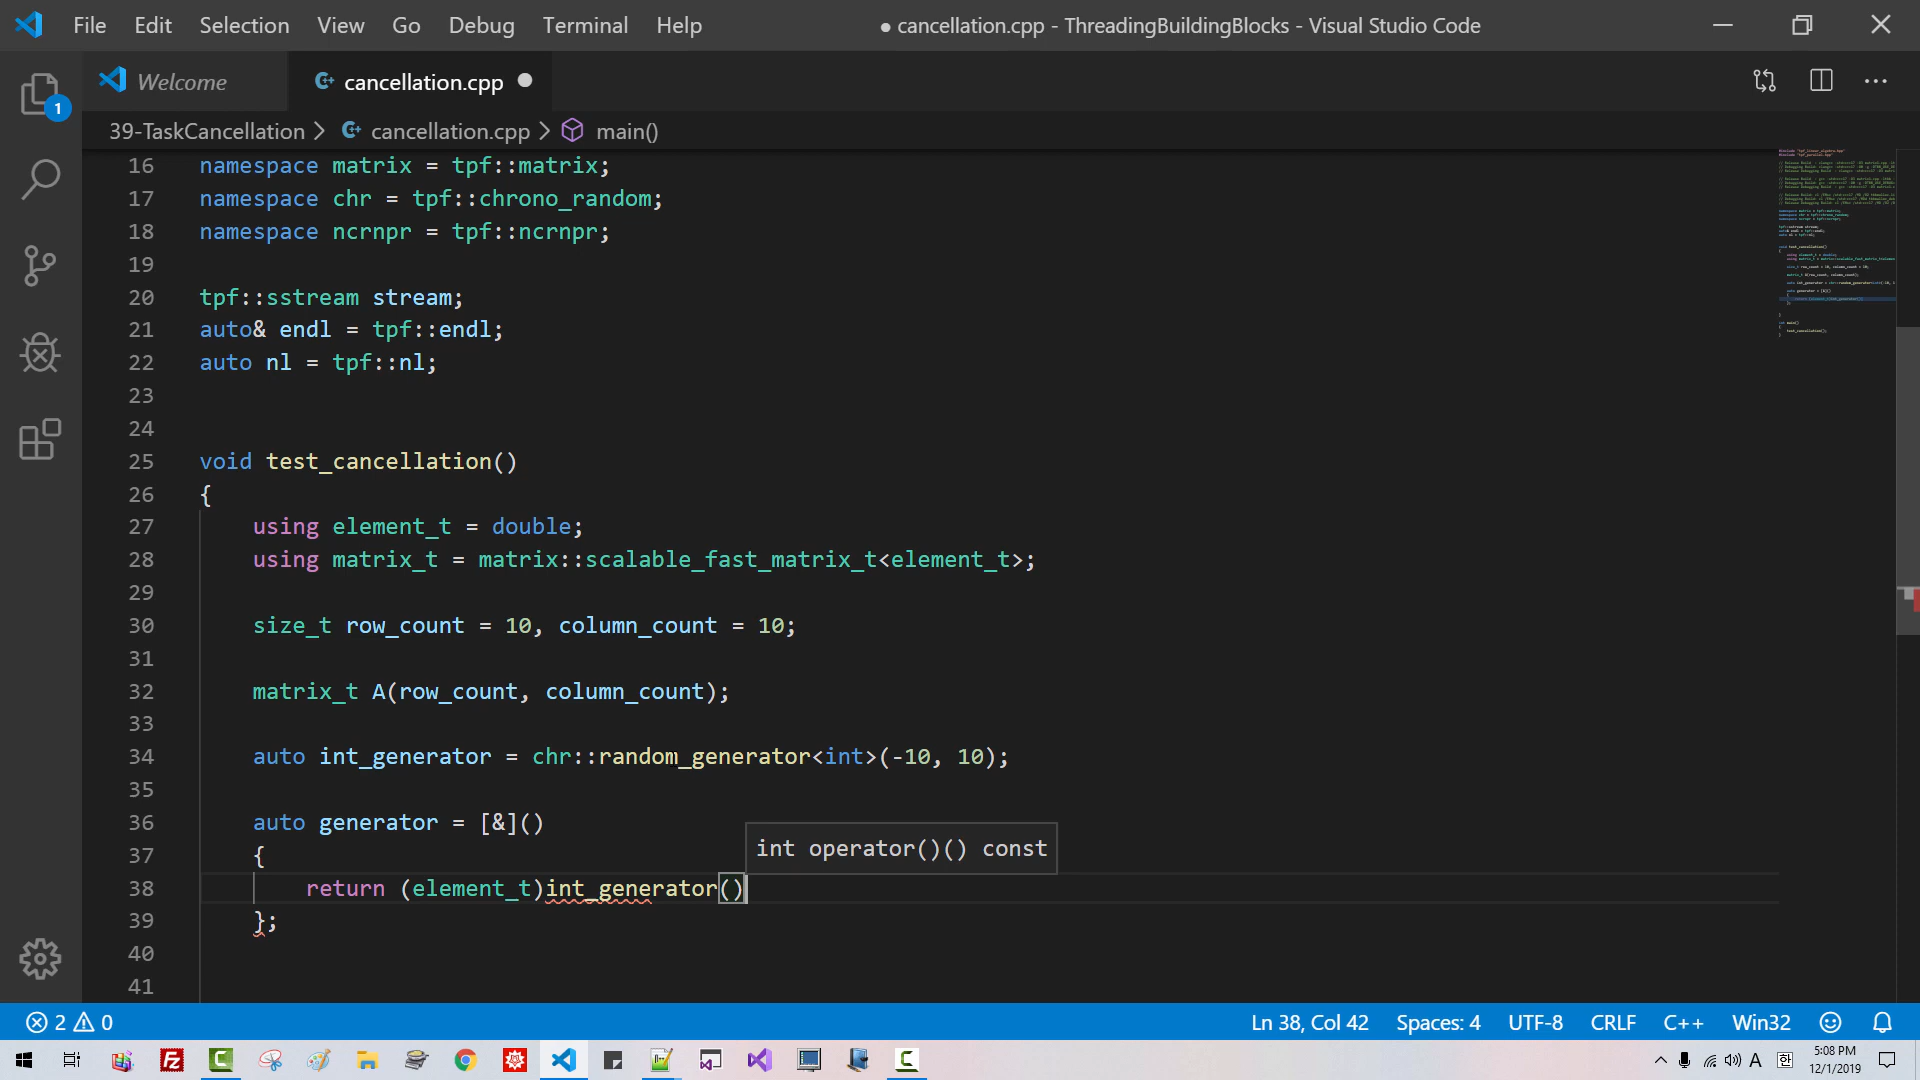 File Edit Selection View Go Debug Terminal Help
● cancellation.cpp - ThreadingBuildingBlocks - Visual Studio Code
Welcome
cancellation.cpp
39-TaskCancellation > cancellation.cpp > main()
1
16 namespace matrix = tpf::matrix;
17 namespace chr = tpf::chrono_random;
18 namespace ncrnpr = tpf::ncrnpr;
19
20 tpf::sstream stream;
21 auto& endl = tpf::endl;
22 auto nl = tpf::nl;
23
24
25 void test_cancellation()
26 {
27 using element_t = double;
28 using matrix_t = matrix::scalable_fast_matrix_t<element_t>;
29
30 size_t row_count = 10, column_count = 10;
31
32 matrix_t A(row_count, column_count);
33
34 auto int_generator = chr::random_generator<int>(-10, 10);
35
36 auto generator = [&]()
37 {
int operator()() const
38 return (element_t)int_generator()
39 };
40
41
2 0
Ln 38, Col 42 Spaces: 4 UTF-8 CRLF C++ Win32
A 한
5:08 PM
12/1/2019